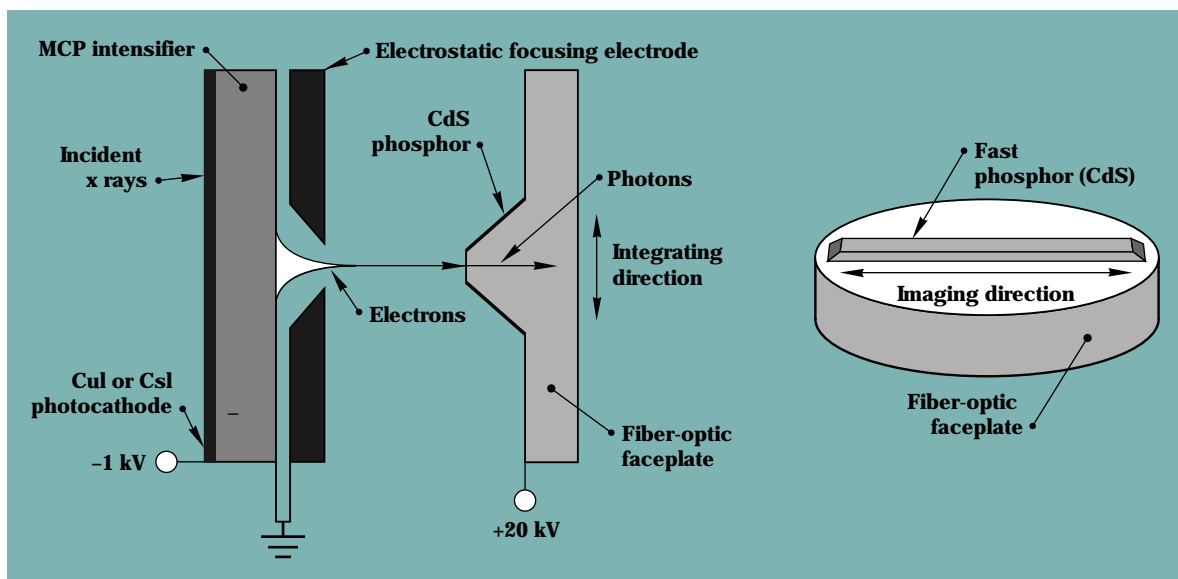 MCP intensifier
Electrostatic focusing electrode
CdS
phosphor
Incident
x rays
Photons
Integrating
direction
Electrons
CuI or CsI
photocathode
–
–1 kV
Fiber-optic
faceplate
+20 kV
Fast
phosphor (CdS)
Imaging direction
Fiber-optic
faceplate